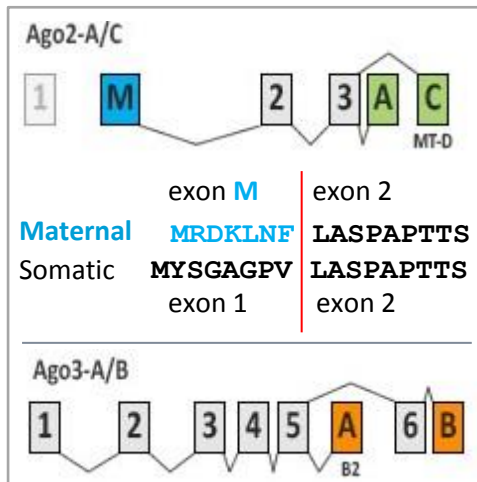 Ago2-A/C
1 M 2 3 A C
MT-D
exon M exon 2
Maternal MRDKLNF LASPAPTTS
Somatic MYSGAGPV LASPAPTTS
exon 1 exon 2
Ago3-A/B
1 2 3 4 5 A 6 B
B2